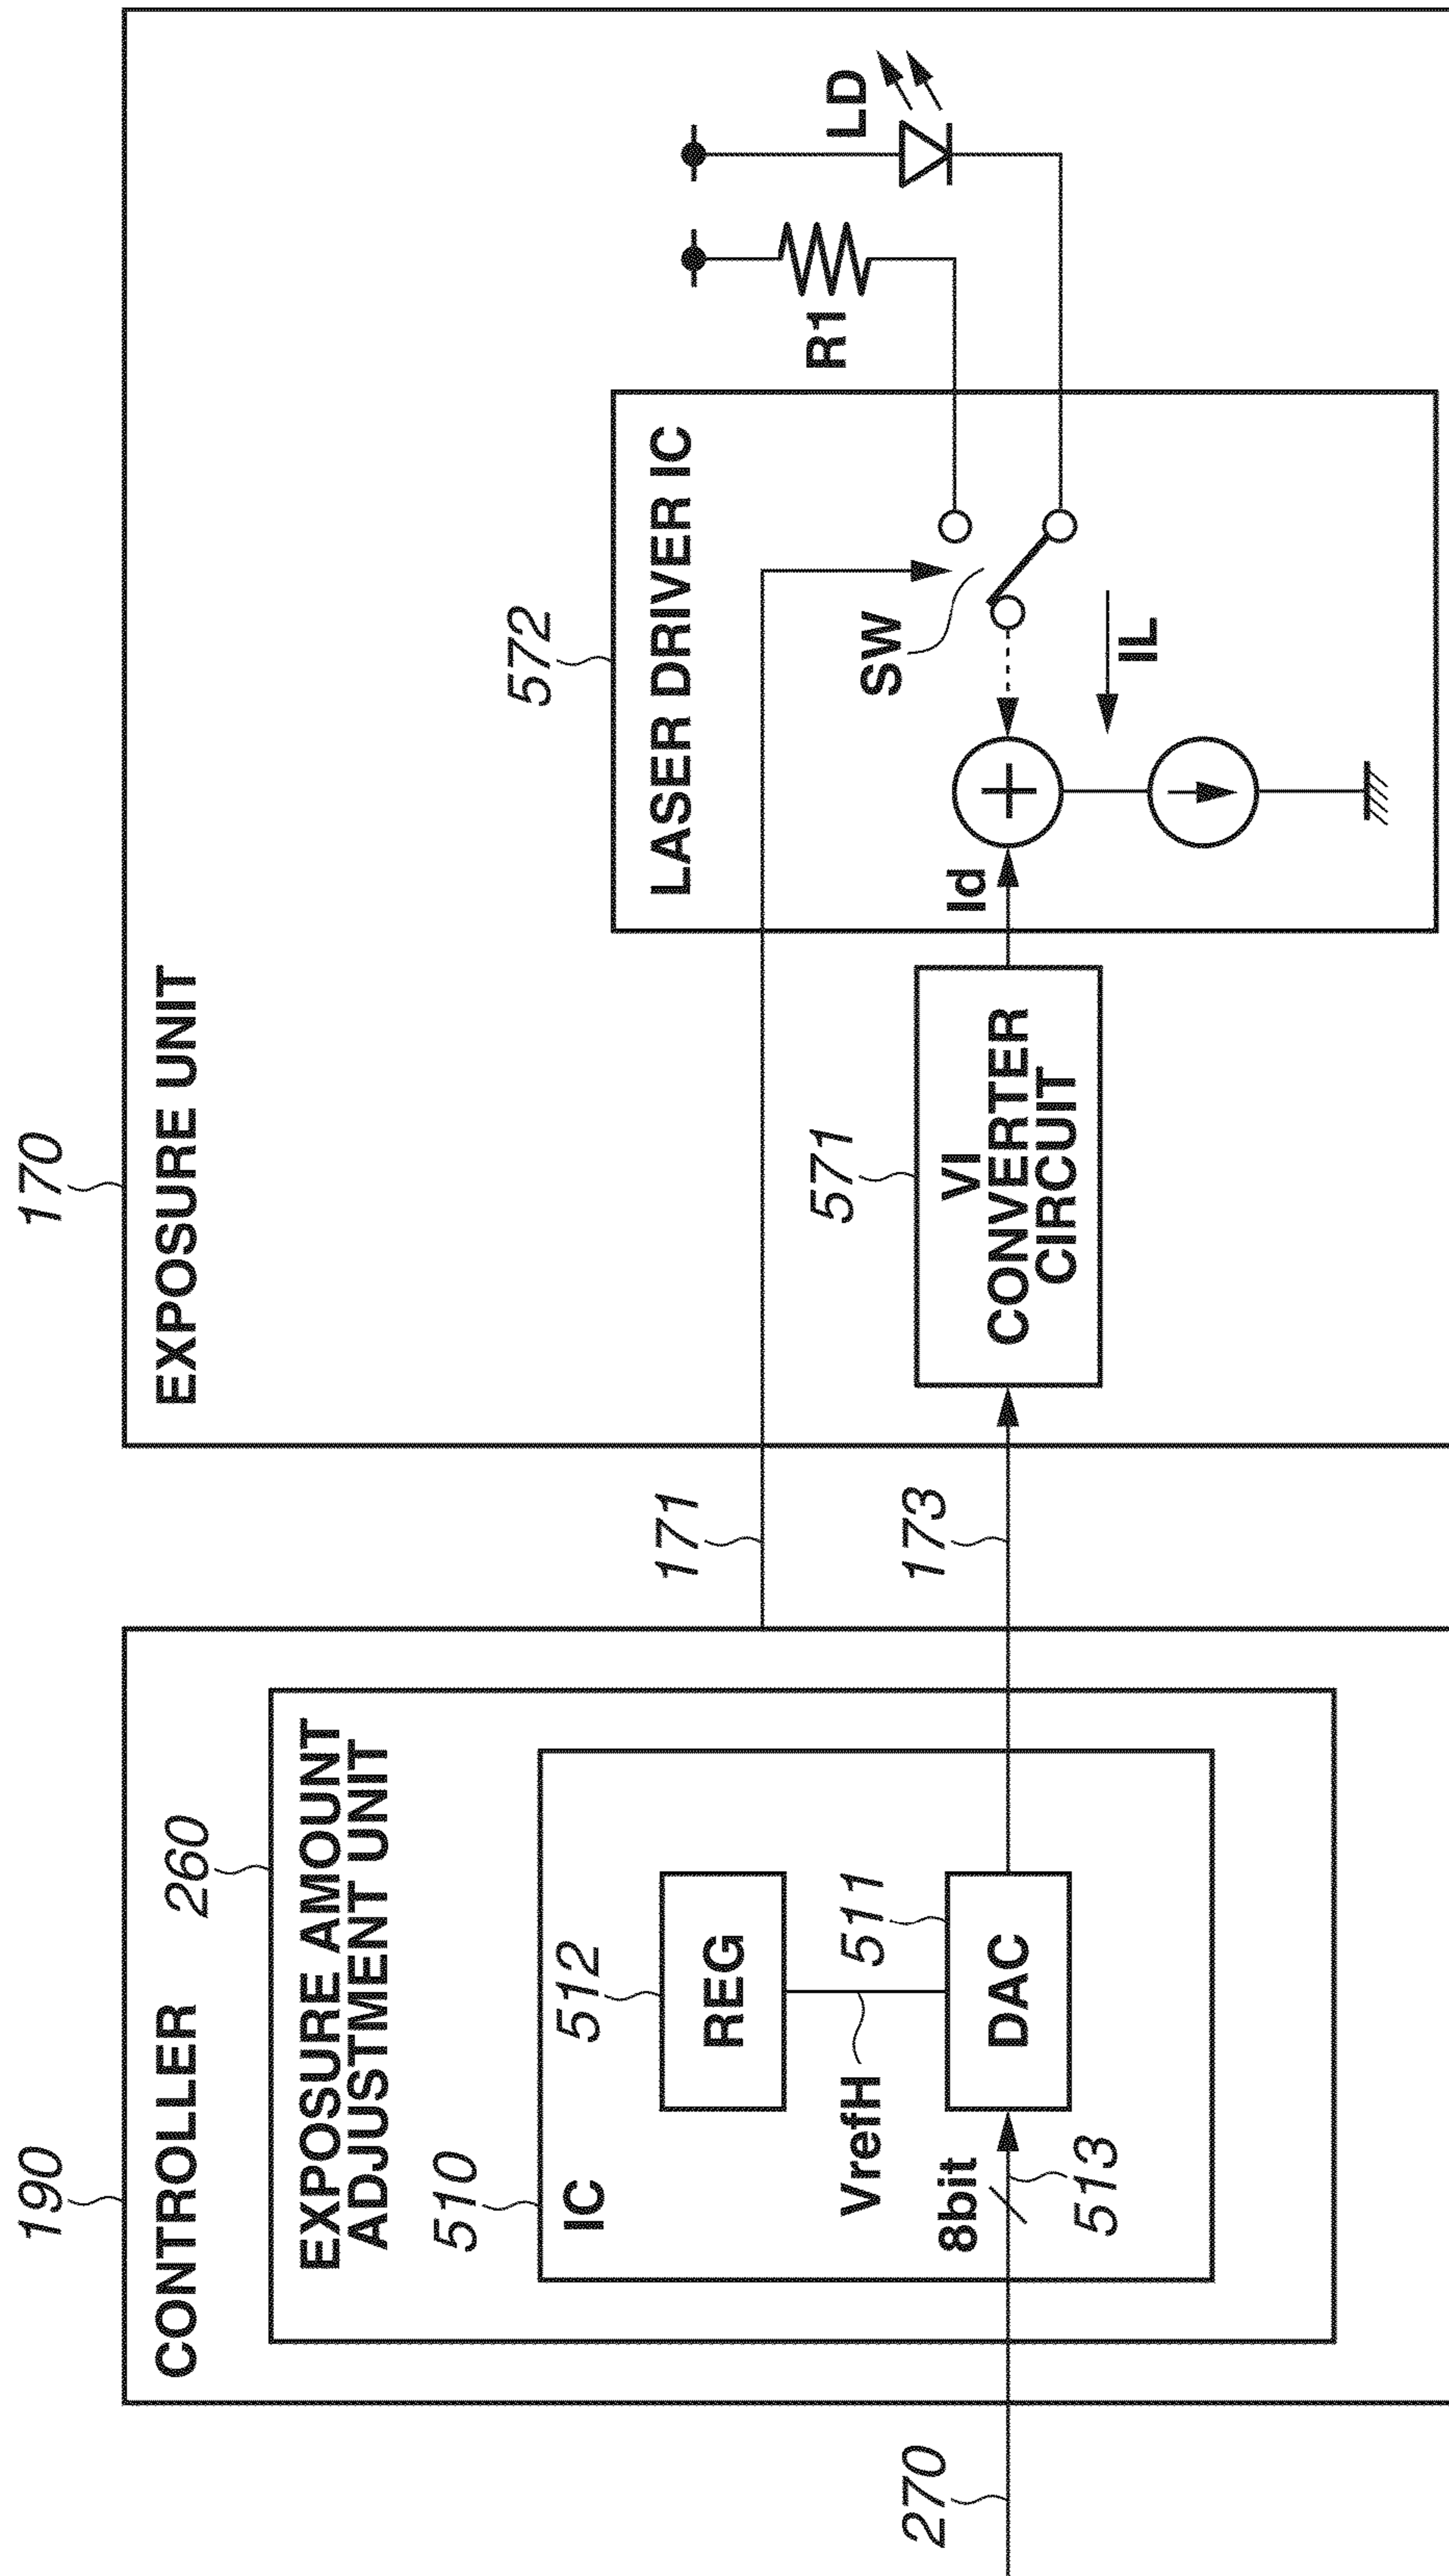 190
CONTROLLER
260
EXPOSURE AMOUNT
ADJUSTMENT UNIT
510
IC
512
REG
VrefH
511
DAC
8bit
513
270
171
173
170
EXPOSURE UNIT
571
VI
CONVERTER
CIRCUIT
572
LASER DRIVER IC
Id
SW
IL
R1
LD